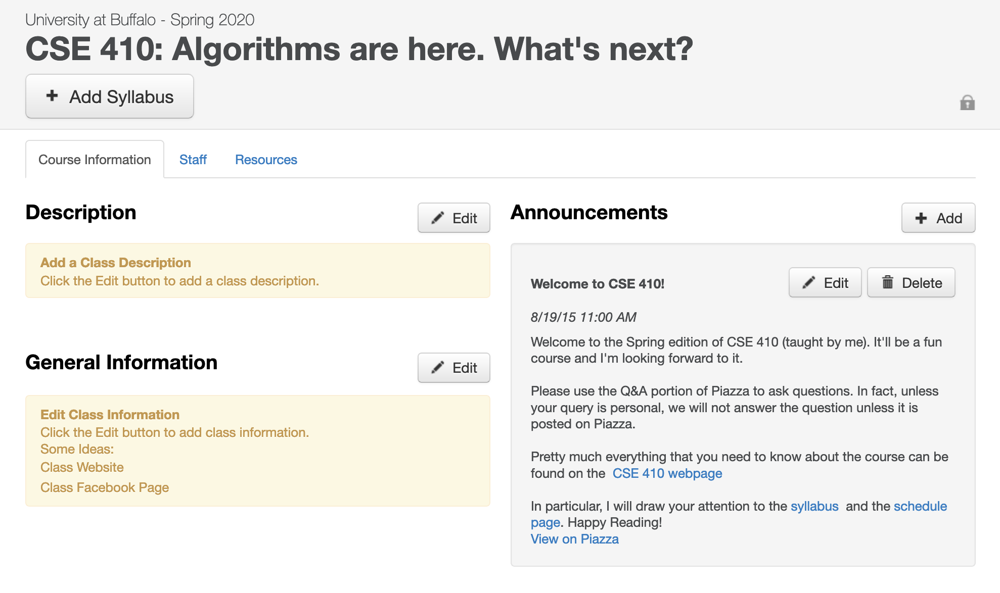 University at Buffalo - Spring 2020
CSE 410: Algorithms are here. What's next?
Add Syllabus
Course Information
Staff
Resources
Description
Edit
Add a Class Description
Click the Edit button to add a class description.
General Information
Edit
Edit Class Information
Click the Edit button to add class information.
Some Ideas:
Class Website
Class Facebook Page
Announcements
Add
Welcome to CSE 410!
Edit
Delete
8/19/15 11:00 AM
Welcome to the Spring edition of CSE 410 (taught by me). It'll be a fun
course and I'm looking forward to it.
Please use the Q&A portion of Piazza to ask questions. In fact, unless
your query is personal, we will not answer the question unless it is
posted on Piazza.
Pretty much everything that you need to know about the course can be
found on the CSE 410 webpage
In particular, I will draw your attention to the syllabus and the schedule
page. Happy Reading!
View on Piazza